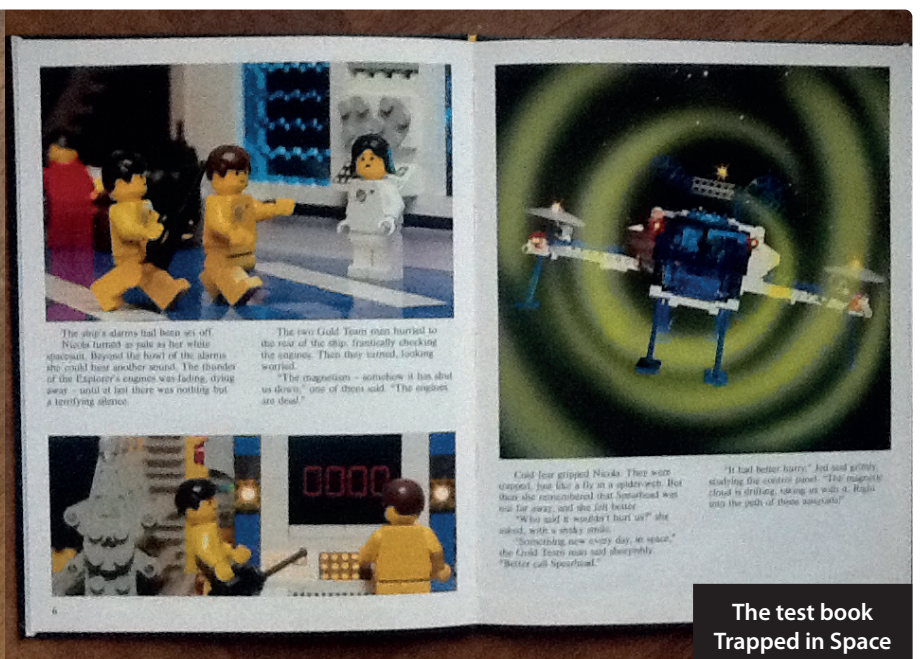 The ship's alarms had been set off.
Nicola turned as pale as her white
spacesuit. Beyond the howl of the alarms
she could hear another sound. The thunder
of the Explorer's engines was fading, dying
away – until at last there was nothing but
a terrifying silence.
The two Gold Team men hurried to
the rear of the ship, frantically checking
the engines. Then they turned, looking
worried.
"The magnetism – somehow it has shut
us down," one of them said. "The engines
are dead."
0000
6
Cold fear gripped Nicola. They were
trapped, just like a fly in a spider-web. But
then she remembered that Spearhead was
not far away, and she felt better.
"Who said it wouldn't hurt us?" she
asked, with a shaky smile.
"Something new every day, in space,"
the Gold Team man said sheepishly.
"Better call Spearhead."
"It had better hurry," Jed said grimly,
studying the control panel. "The magnetic
cloud is drifting, taking us with it. Right
into the path of those asteroids!"
The test book
Trapped in Space